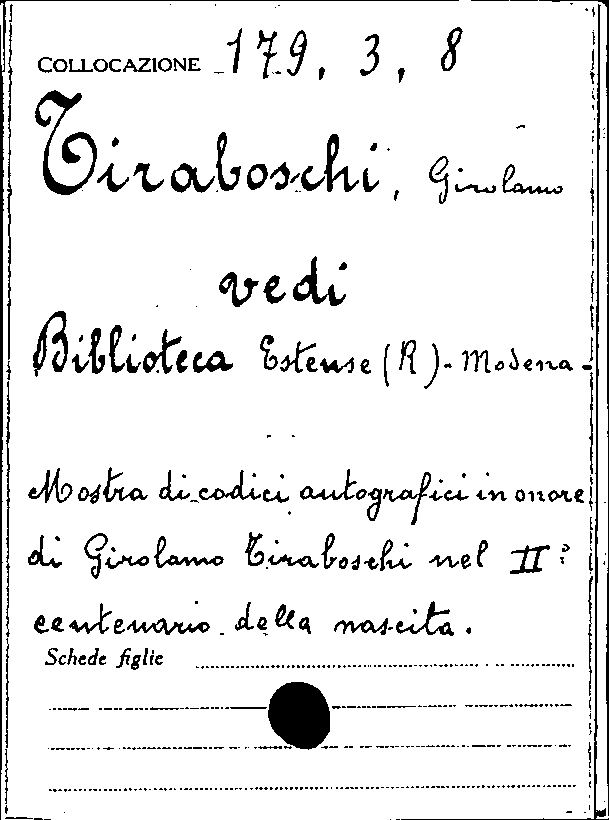 COLLOCAZIONE 179, 3, 8
Tiraboschi, Girolamo
vedi
Biblioteca Estense (R) - Modena -
Mostra di codici autografici in onore
di Girolamo Tiraboschi nel II°
centenario della nascita.
Schede figlie